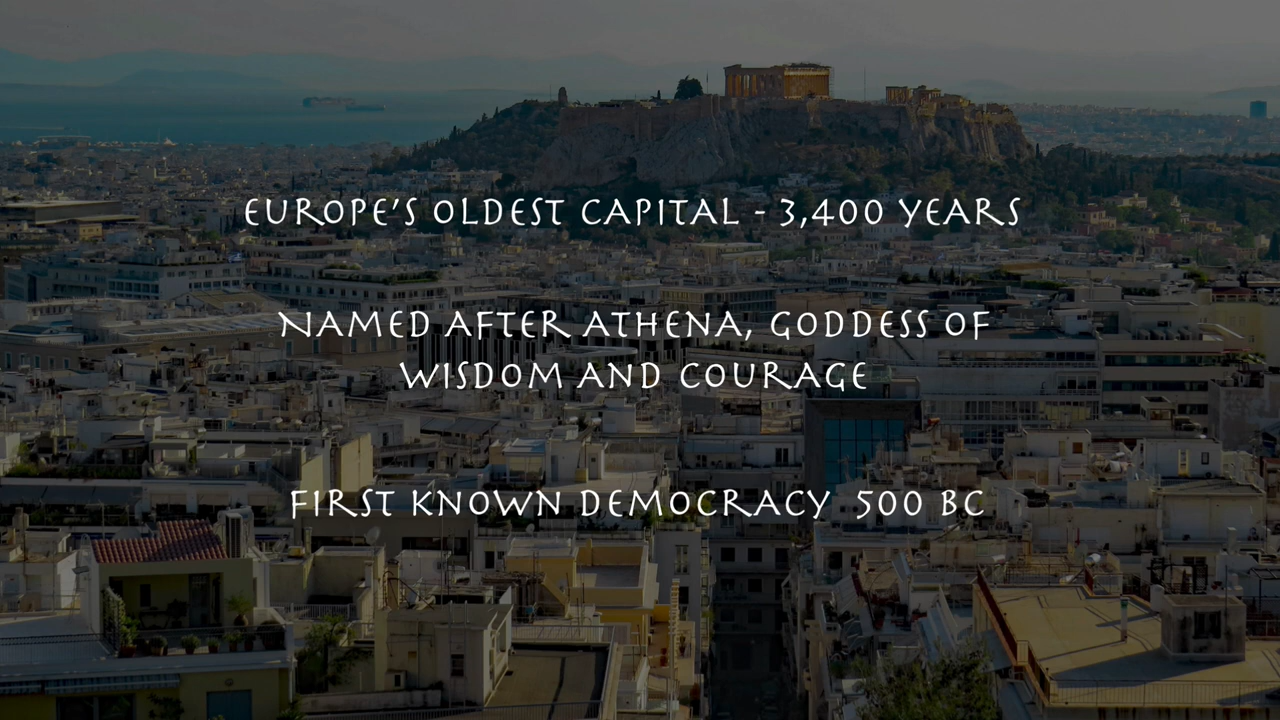 EUROPE'S OLDEST CAPITAL - 3,400 YEARS
NAMED AFTER ATHENA, GODDESS OF
WISDOM AND COURAGE
FIRST KNOWN DEMOCRACY 500 BC